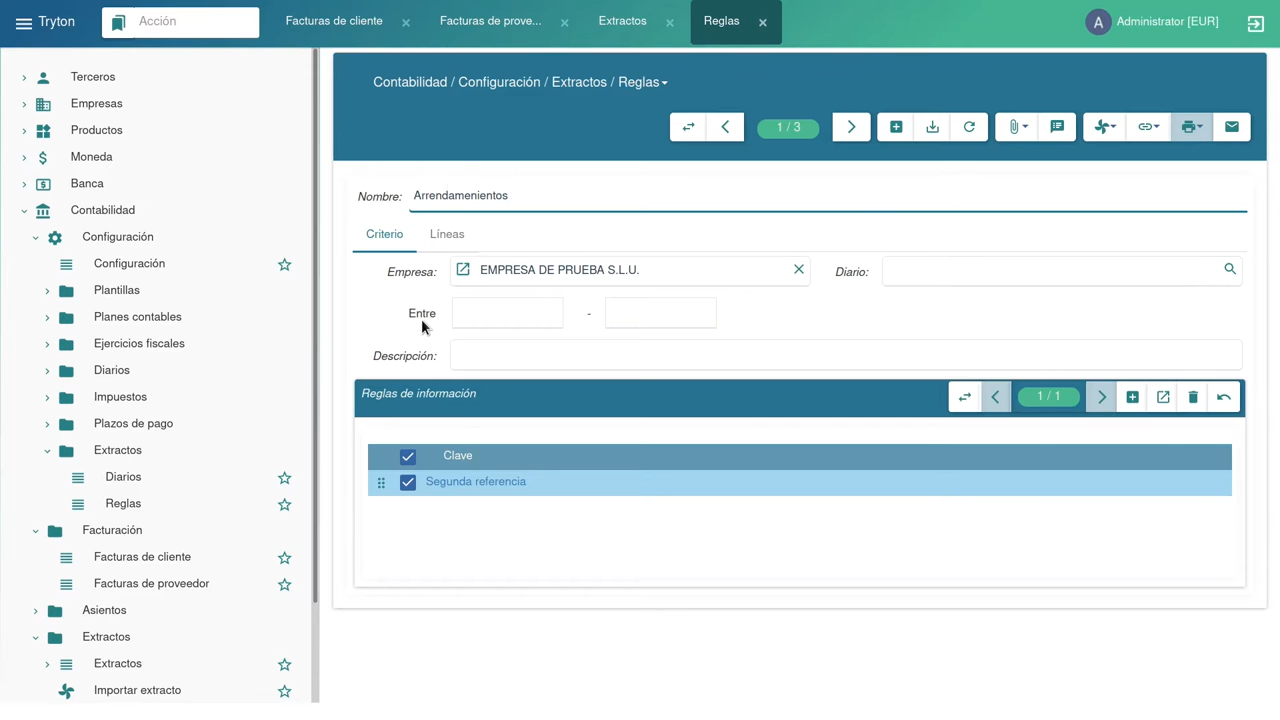 Tryton
Acción
Facturas de cliente
Facturas de prove...
Extractos
Reglas
A
Administrator [EUR]
Terceros
Empresas
Productos
Moneda
Banca
Contabilidad
Configuración
Configuración
Plantillas
Planes contables
Ejercicios fiscales
Diarios
Impuestos
Plazos de pago
Extractos
Diarios
Reglas
Facturación
Facturas de cliente
Facturas de proveedor
Asientos
Extractos
Extractos
Importar extracto
Contabilidad / Configuración / Extractos / Reglas
1 / 3
Nombre: Arrendamenientos
Criterio Líneas
Empresa: EMPRESA DE PRUEBA S.L.U. Diario:
Entre -
Descripción:
Reglas de información
1 / 1
Clave
Segunda referencia